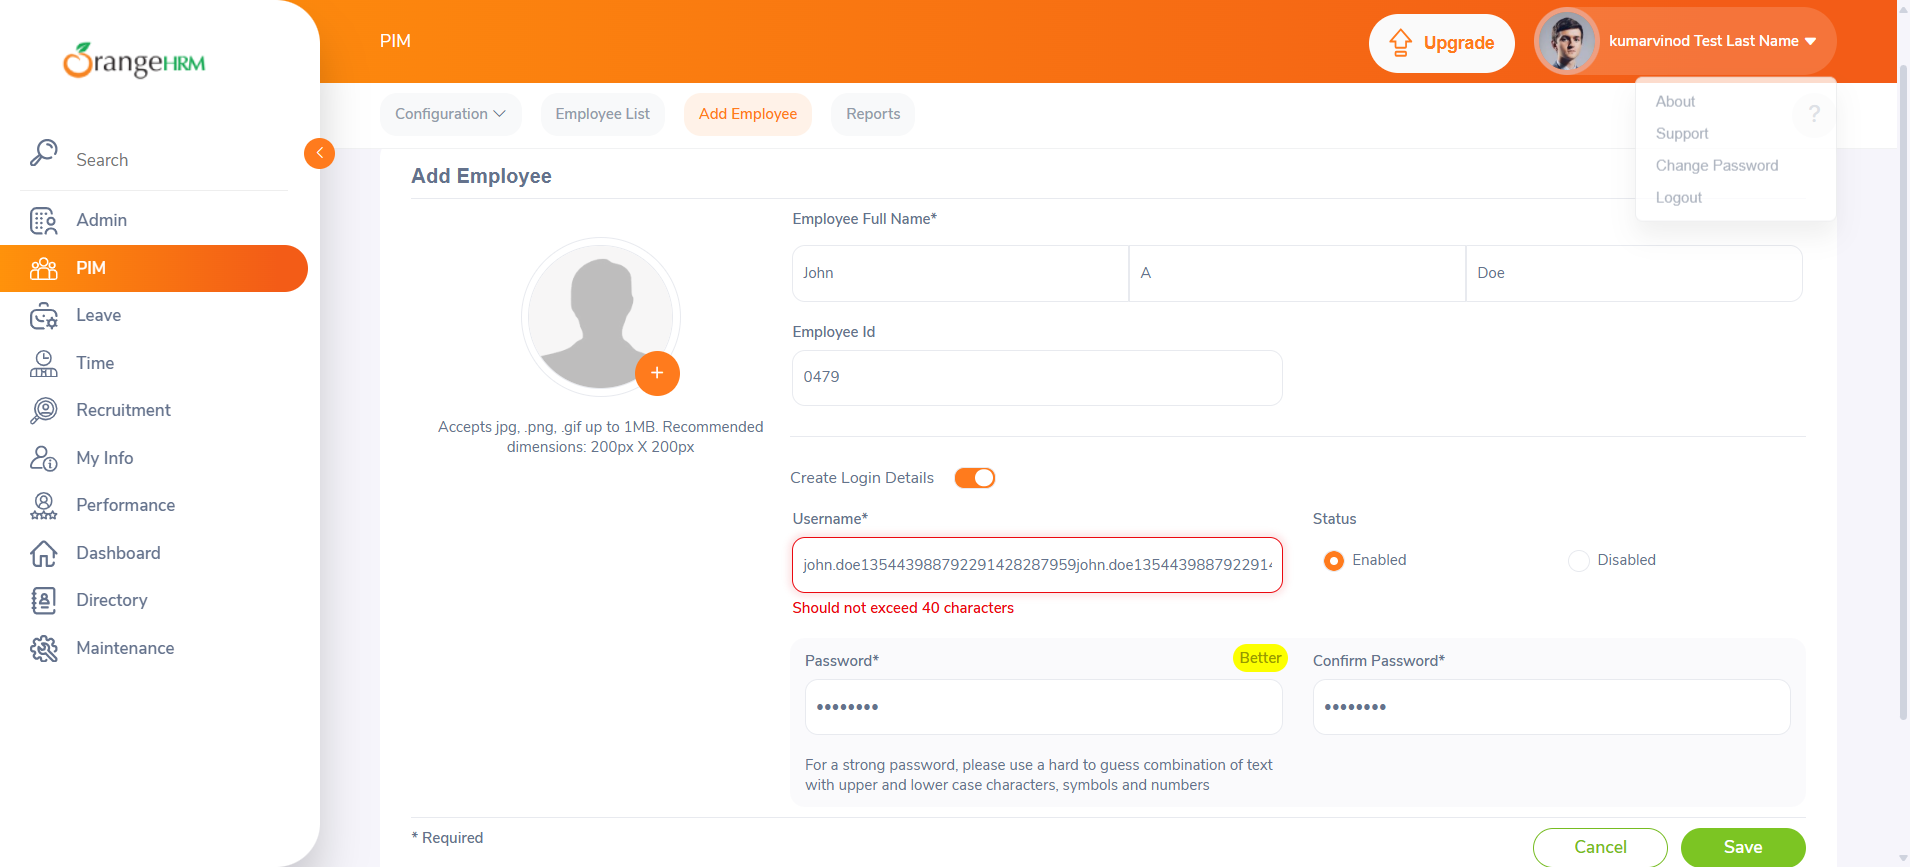 OrangeHRM
PIM
Upgrade
kumarvinod Test Last Name
Configuration
Employee List
Add Employee
Reports
About
?
Support
Change Password
Logout
Search
Admin
PIM
Leave
Time
Recruitment
My Info
Performance
Dashboard
Directory
Maintenance
Add Employee
Accepts jpg, .png, .gif up to 1MB. Recommended
dimensions: 200px X 200px
Employee Full Name*
John
A
Doe
Employee Id
0479
Create Login Details
Username*
john.doe135443988792291428287959john.doe135443988792291
Should not exceed 40 characters
Status
Enabled
Disabled
Password*
Better
••••••••
Confirm Password*
••••••••
For a strong password, please use a hard to guess combination of text
with upper and lower case characters, symbols and numbers
* Required
Cancel
Save